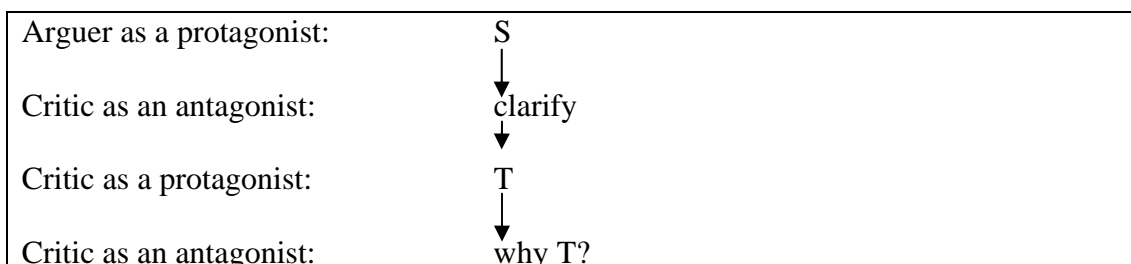 Arguer as a protagonist: S
Critic as an antagonist: clarify
Critic as a protagonist: T
Critic as an antagonist: why T?